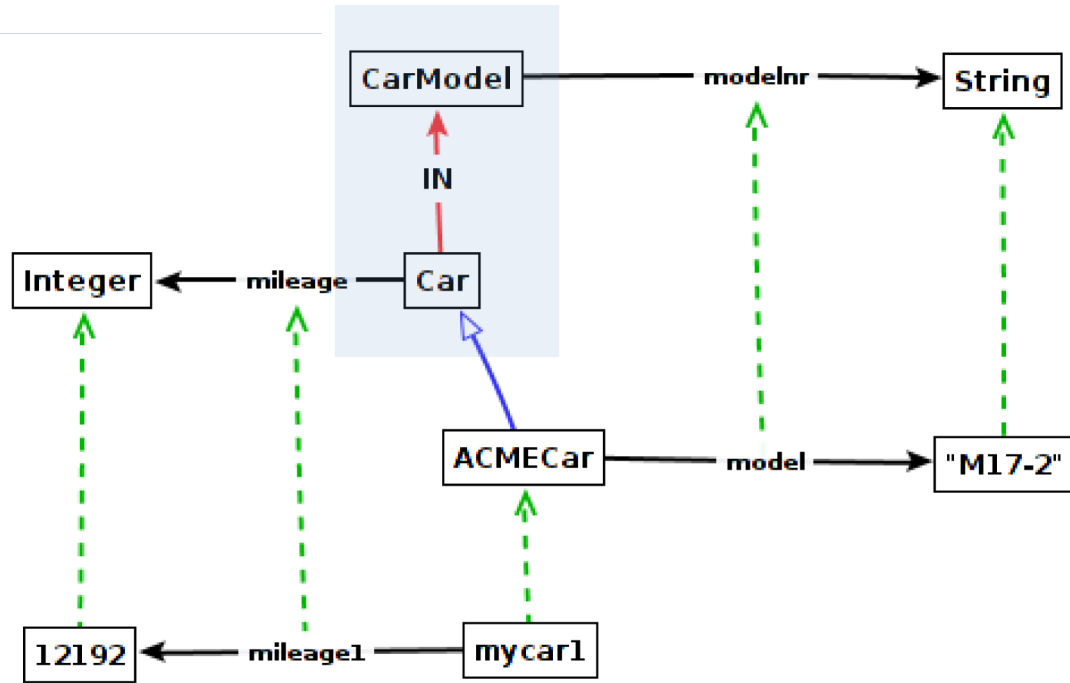 CarModel
modelnr
String
IN
Integer
mileage
Car
ACMECar
model
"M17-2"
12192
mileage1
mycar1